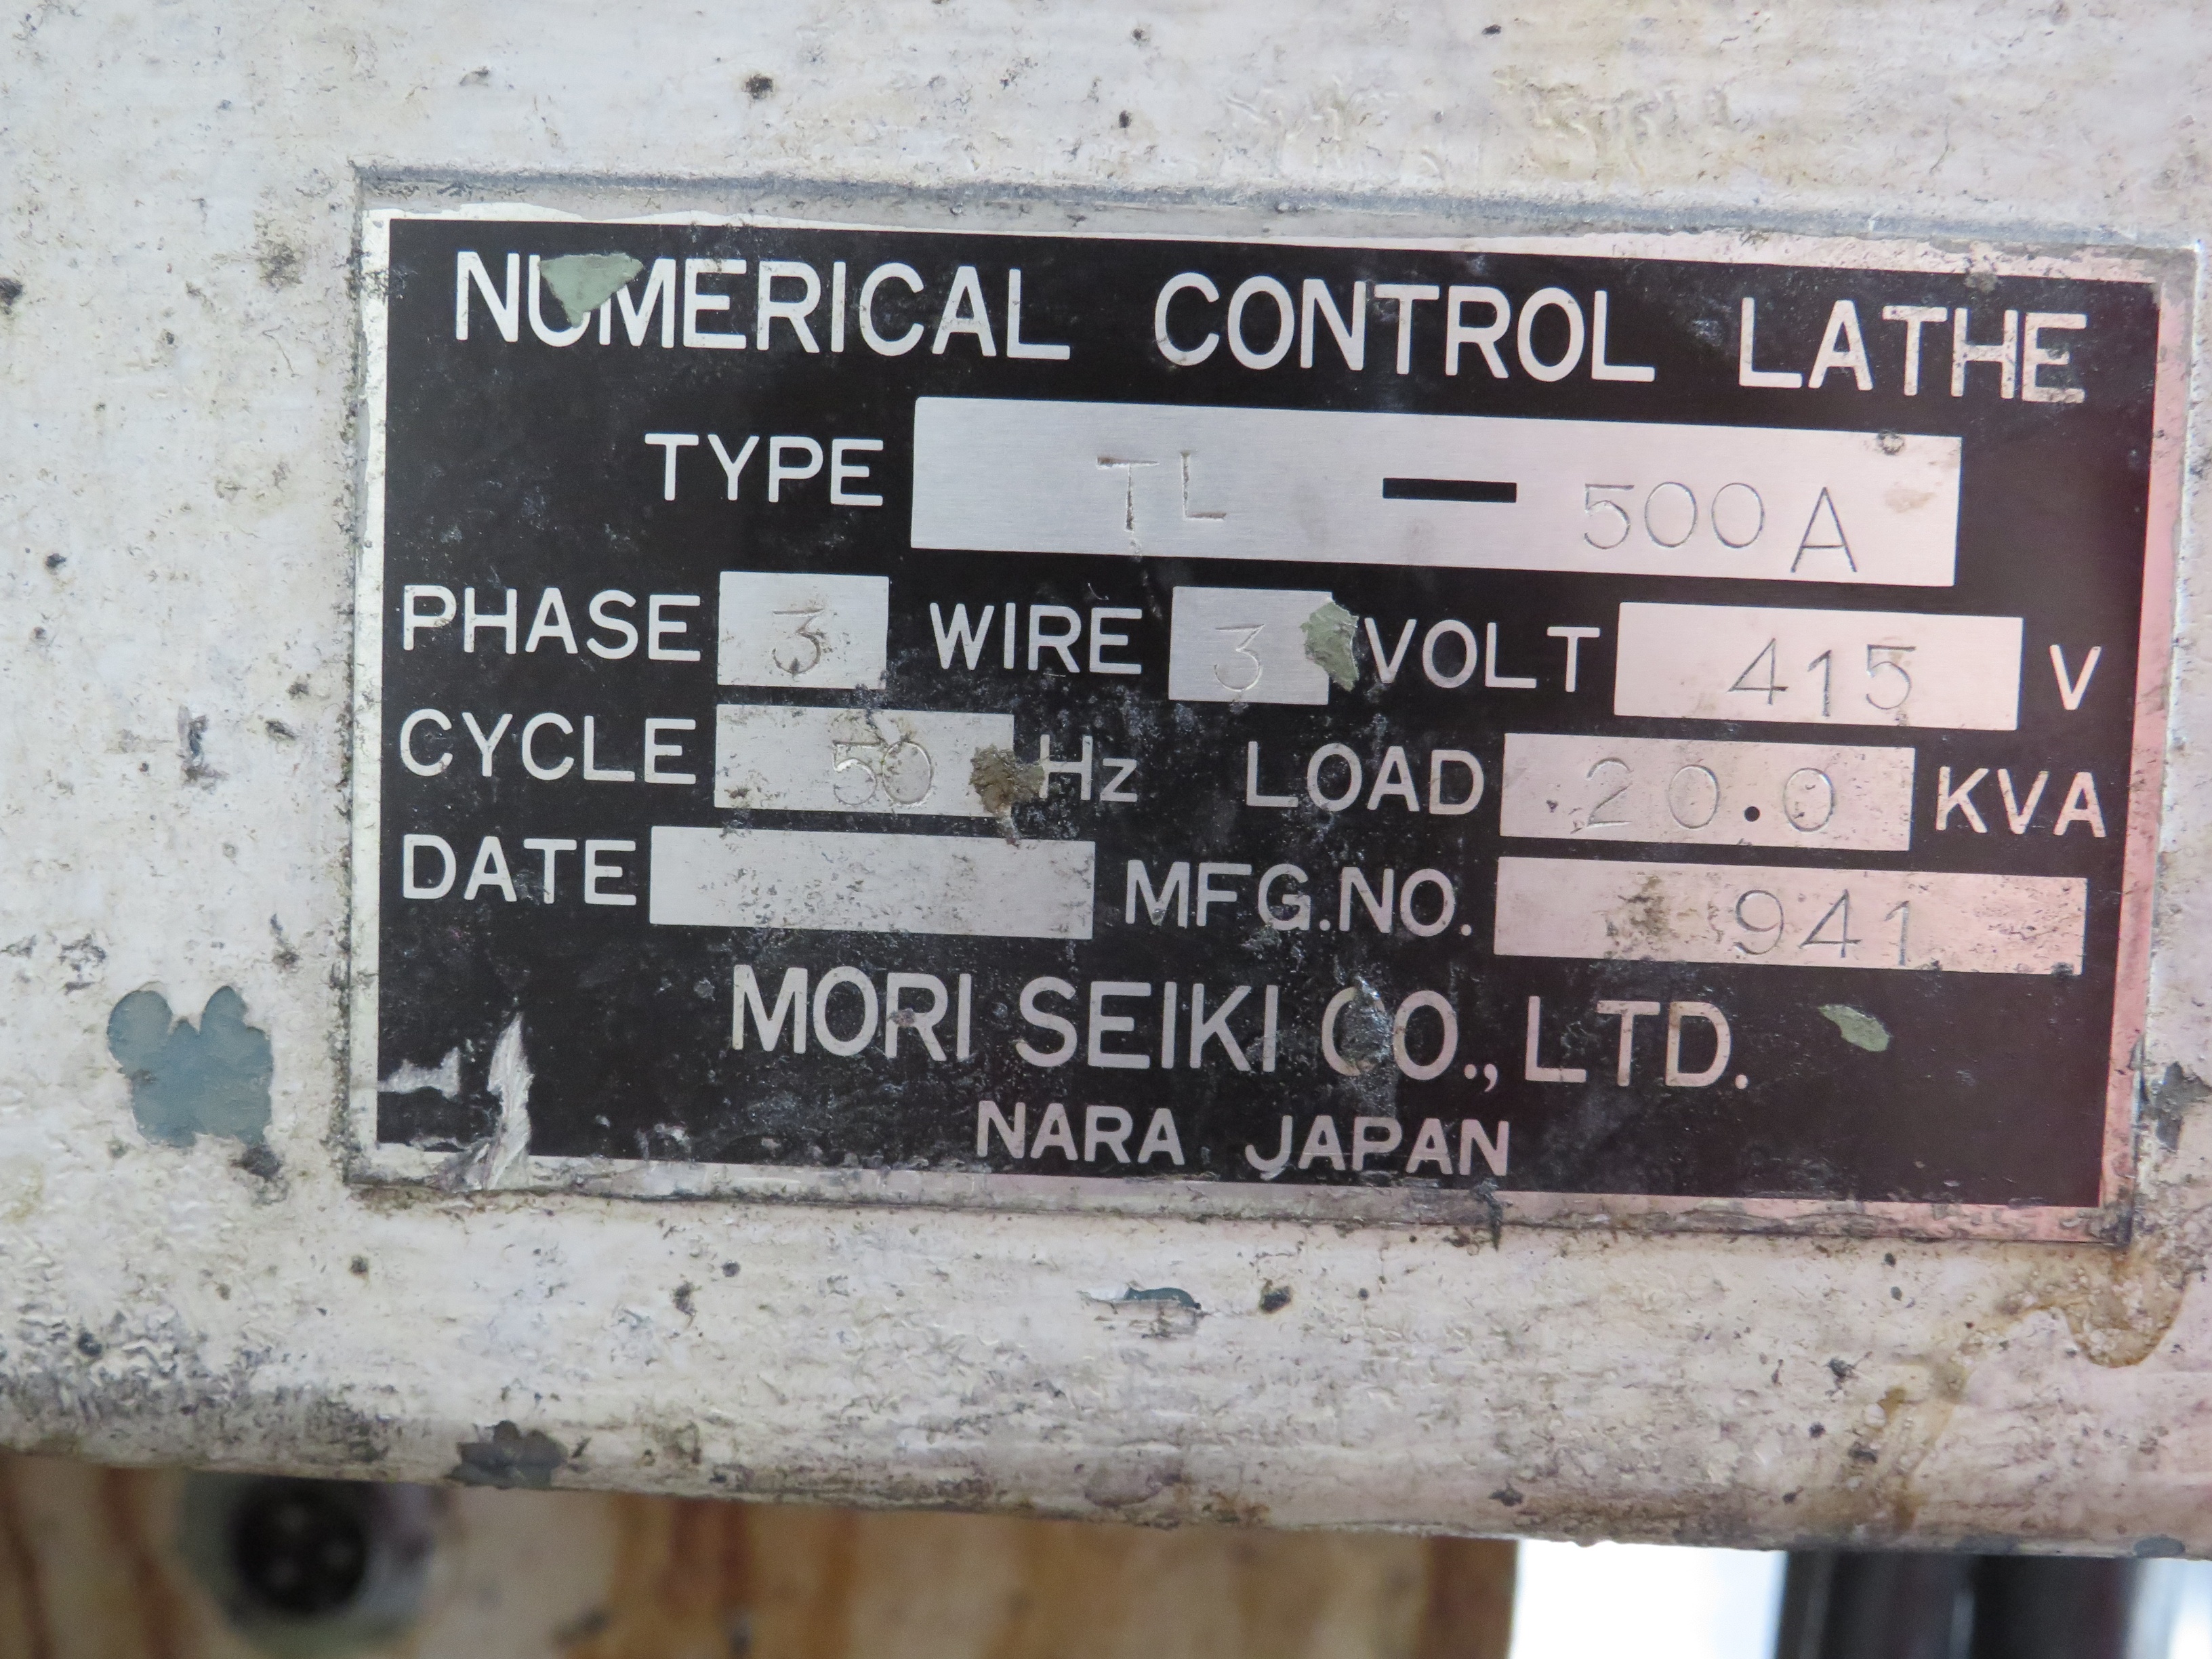 NUMERICAL CONTROL LATHE
TYPE TL — 500A
PHASE 3 WIRE 3 VOLT 415 V
CYCLE 50 Hz LOAD 20.0 KVA
DATE MFG.NO. 941
MORI SEIKI CO., LTD.
NARA JAPAN